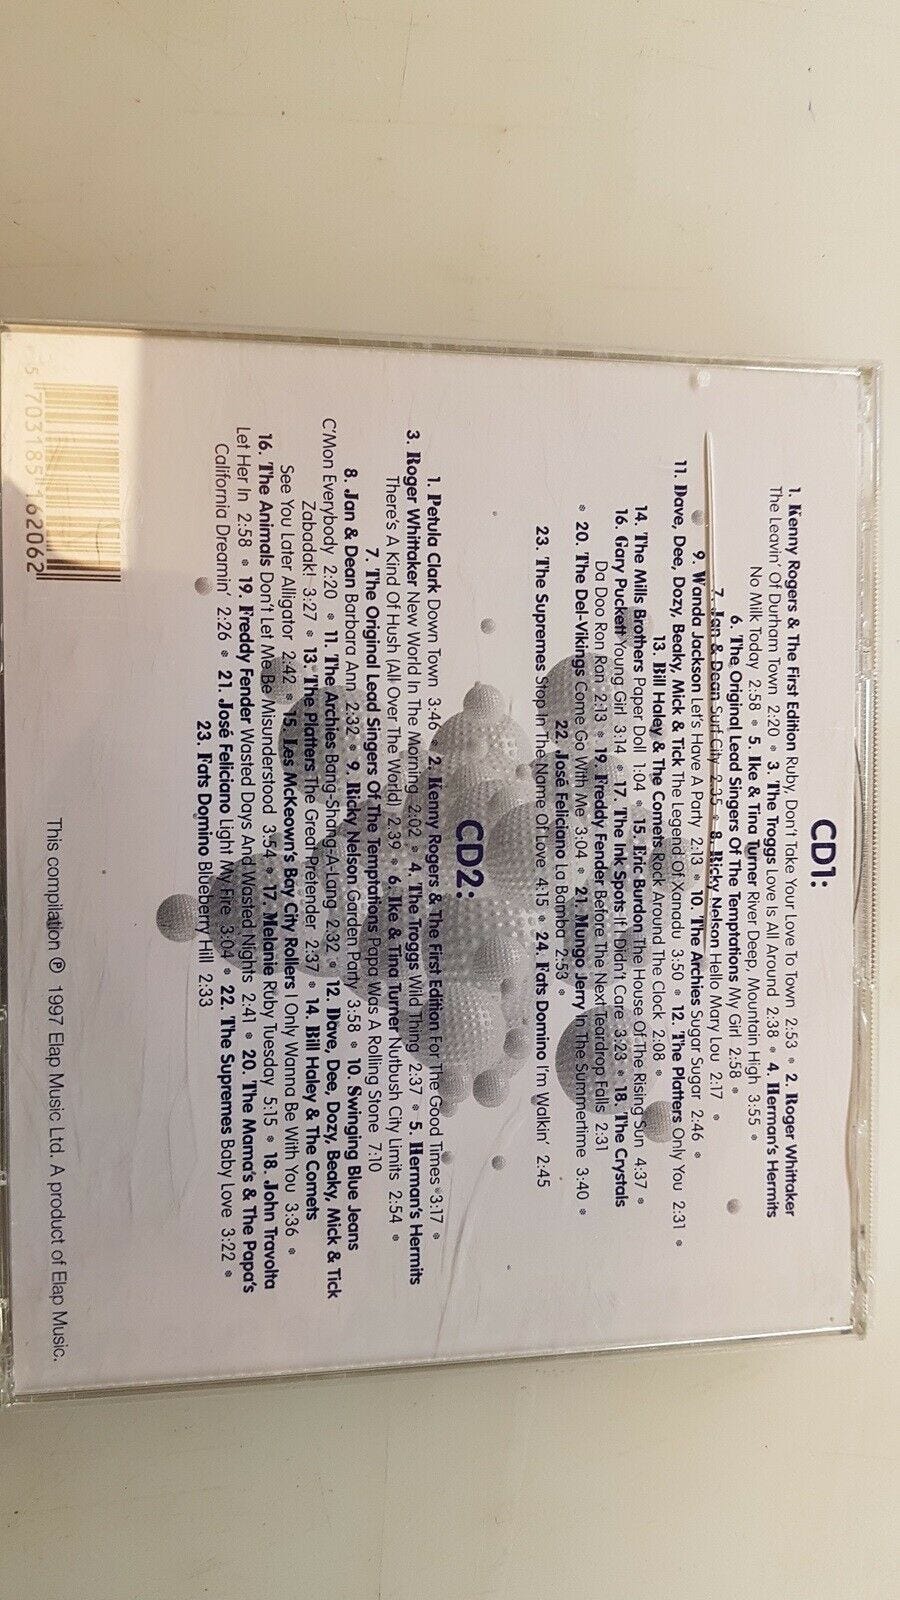 CD1:
1. Kenny Rogers & The First Edition Ruby, Don't Take Your Love To Town 2:53 * 2. Roger Whittaker
The Leavin' Of Durham Town 2:20 * 3. The Troggs Love Is All Around 2:38 * 4. Herman's Hermits
No Milk Today 2:58 * 5. Ike & Tina Turner River Deep, Mountain High 3:55 *
6. The Original Lead Singers Of The Temptations My Girl 2:58 *
7. Jan & Dean Surf City 2:35 * 8. Ricky Nelson Hello Mary Lou 2:17 *
9. Wanda Jackson Let's Have A Party 2:13 * 10. The Archies Sugar Sugar 2:46 *
11. Dave, Dee, Dozy, Beaky, Mick & Tick The Legend Of Xanadu 3:50 * 12. The Platters Only You 2:31 *
13. Bill Haley & The Comets Rock Around The Clock 2:08 *
14. The Mills Brothers Paper Doll 1:04 * 15. Eric Burdon The House Of The Rising Sun 4:37 *
16. Gary Puckett Young Girl 3:14 * 17. The Ink Spots If I Didn't Care 3:23 * 18. The Crystals
Da Doo Ron Ron 2:13 * 19. Freddy Fender Before The Next Teardrop Falls 2:31
* 20. The Del-Vikings Come Go With Me 3:04 * 21. Mungo Jerry In The Summertime 3:40 *
22. José Feliciano La Bamba 2:53 *
23. The Supremes Stop In The Name Of Love 4:15 * 24. Fats Domino I'm Walkin' 2:45
CD2:
1. Petula Clark Down Town 3:46 * 2. Kenny Rogers & The First Edition For The Good Times 3:17 *
3. Roger Whittaker New World In The Morning 2:02 * 4. The Troggs Wild Thing 2:37 * 5. Herman's Hermits
There's A Kind Of Hush (All Over The World) 2:39 * 6. Ike & Tina Turner Nutbush City Limits 2:54 *
7. The Original Lead Singers Of The Temptations Papa Was A Rolling Stone 7:10
8. Jan & Dean Barbara Ann 2:32 * 9. Ricky Nelson Garden Party 3:58 * 10. Swinging Blue Jeans
C'Mon Everybody 2:20 * 11. The Archies Bang-Shang-A-Lang 2:32 * 12. Dave, Dee, Dozy, Beaky, Mick & Tick
Zabadak! 3:27 * 13. The Platters The Great Pretender 2:37 * 14. Bill Haley & The Comets
See You Later Alligator 2:42 * 15. Les McKeown's Bay City Rollers I Only Wanna Be With You 3:36 *
16. The Animals Don't Let Me Be Misunderstood 3:54 * 17. Melanie Ruby Tuesday 5:15 * 18. John Travolta
Let Her In 2:58 * 19. Freddy Fender Wasted Days And Wasted Nights 2:41 * 20. The Mama's & The Papa's
California Dreamin' 2:26 * 21. José Feliciano Light My Fire 3:04 * 22. The Supremes Baby Love 3:22 *
23. Fats Domino Blueberry Hill 2:33
5 703185 162062
This compilation ℗ 1997 Elap Music Ltd. A product of Elap Music.